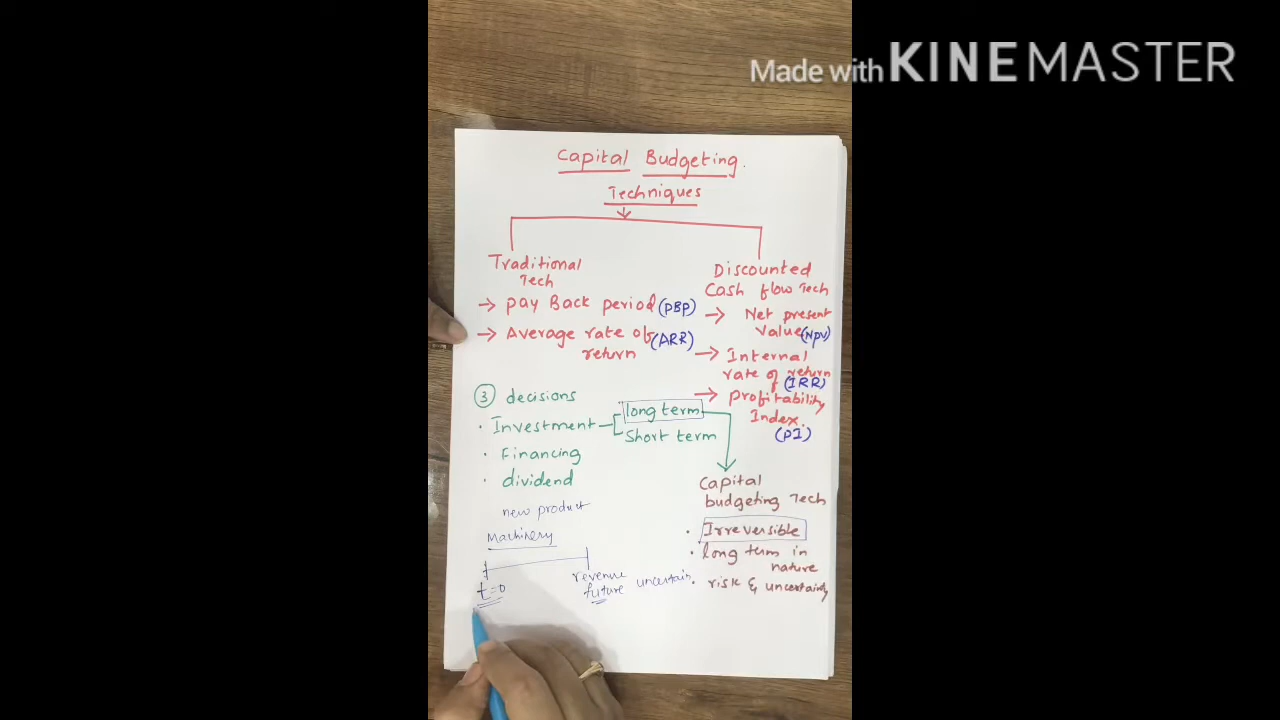 Made with KINEMASTER
Capital Budgeting.
Techniques
Traditional
Tech
→ pay Back period (PBP)
→ Average rate of
return (ARR)
Discounted
Cash flow Tech
→ Net present
Value (NPV)
→ Internal
rate of return
(IRR)
→ profitability
Index.
(PI)
③ decisions
· Investment
long term
Short term
· Financing
· dividend
Capital
budgeting Tech
· Irreversible
· long term in
nature
· risk & uncertainty
new product
Machinery
t=0
revenue
future uncertain